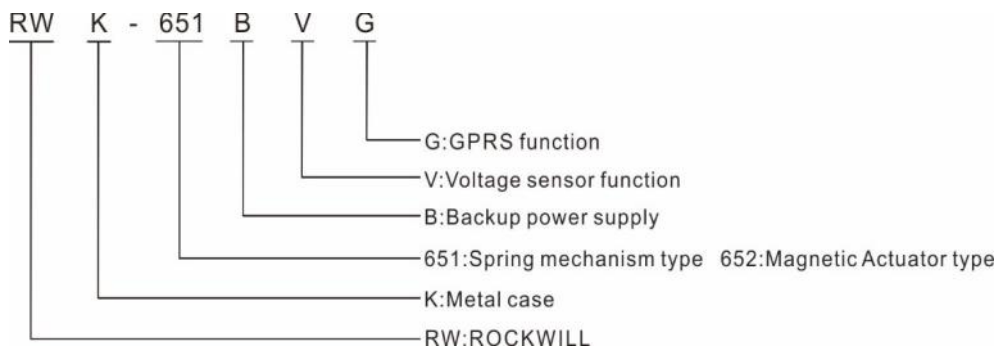 RW K - 651 B V G
G:GPRS function
V:Voltage sensor function
B:Backup power supply
651:Spring mechanism type 652:Magnetic Actuator type
K:Metal case
RW:ROCKWILL